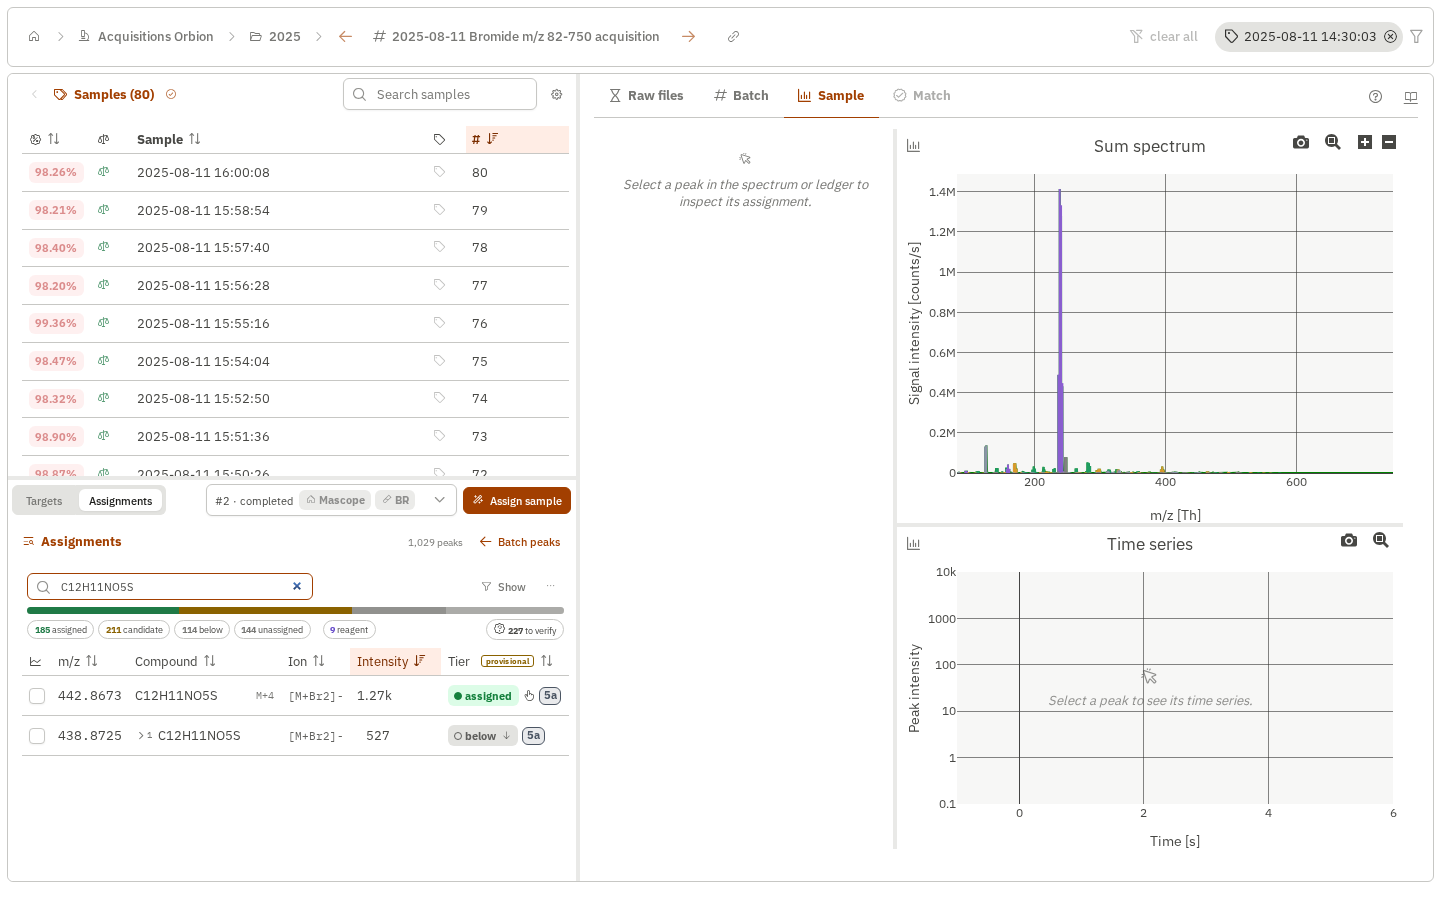 Acquisitions Orbion
2025
2025-08-11 Bromide m/z 82-750 acquisition
clear all
2025-08-11 14:30:03
Samples (80)
Search samples
Sample
#
98.26% 2025-08-11 16:00:08 80
98.21% 2025-08-11 15:58:54 79
98.40% 2025-08-11 15:57:40 78
98.20% 2025-08-11 15:56:28 77
99.36% 2025-08-11 15:55:16 76
98.47% 2025-08-11 15:54:04 75
98.32% 2025-08-11 15:52:50 74
98.90% 2025-08-11 15:51:36 73
98.87% 2025-08-11 15:50:26 72
Targets
Assignments
#2 · completed Mascope BR
Assign sample
Assignments
1,029 peaks
Batch peaks
C12H11NO5S
Show
...
185 assigned
211 candidate
114 below
144 unassigned
9 reagent
227 to verify
m/z Compound Ion Intensity Tier provisional
442.8673 C12H11NO5S M+4 [M+Br2]- 1.27k assigned 5a
438.8725 1 C12H11NO5S [M+Br2]- 527 below ↓ 5a
Raw files
Batch
Sample
Match
Select a peak in the spectrum or ledger to
inspect its assignment.
Sum spectrum
1.4M
1.2M
1M
0.8M
0.6M
0.4M
0.2M
0
Signal intensity [counts/s]
200 400 600
m/z [Th]
Time series
10k
1000
100
10
1
0.1
Peak intensity
Select a peak to see its time series.
0 2 4 6
Time [s]